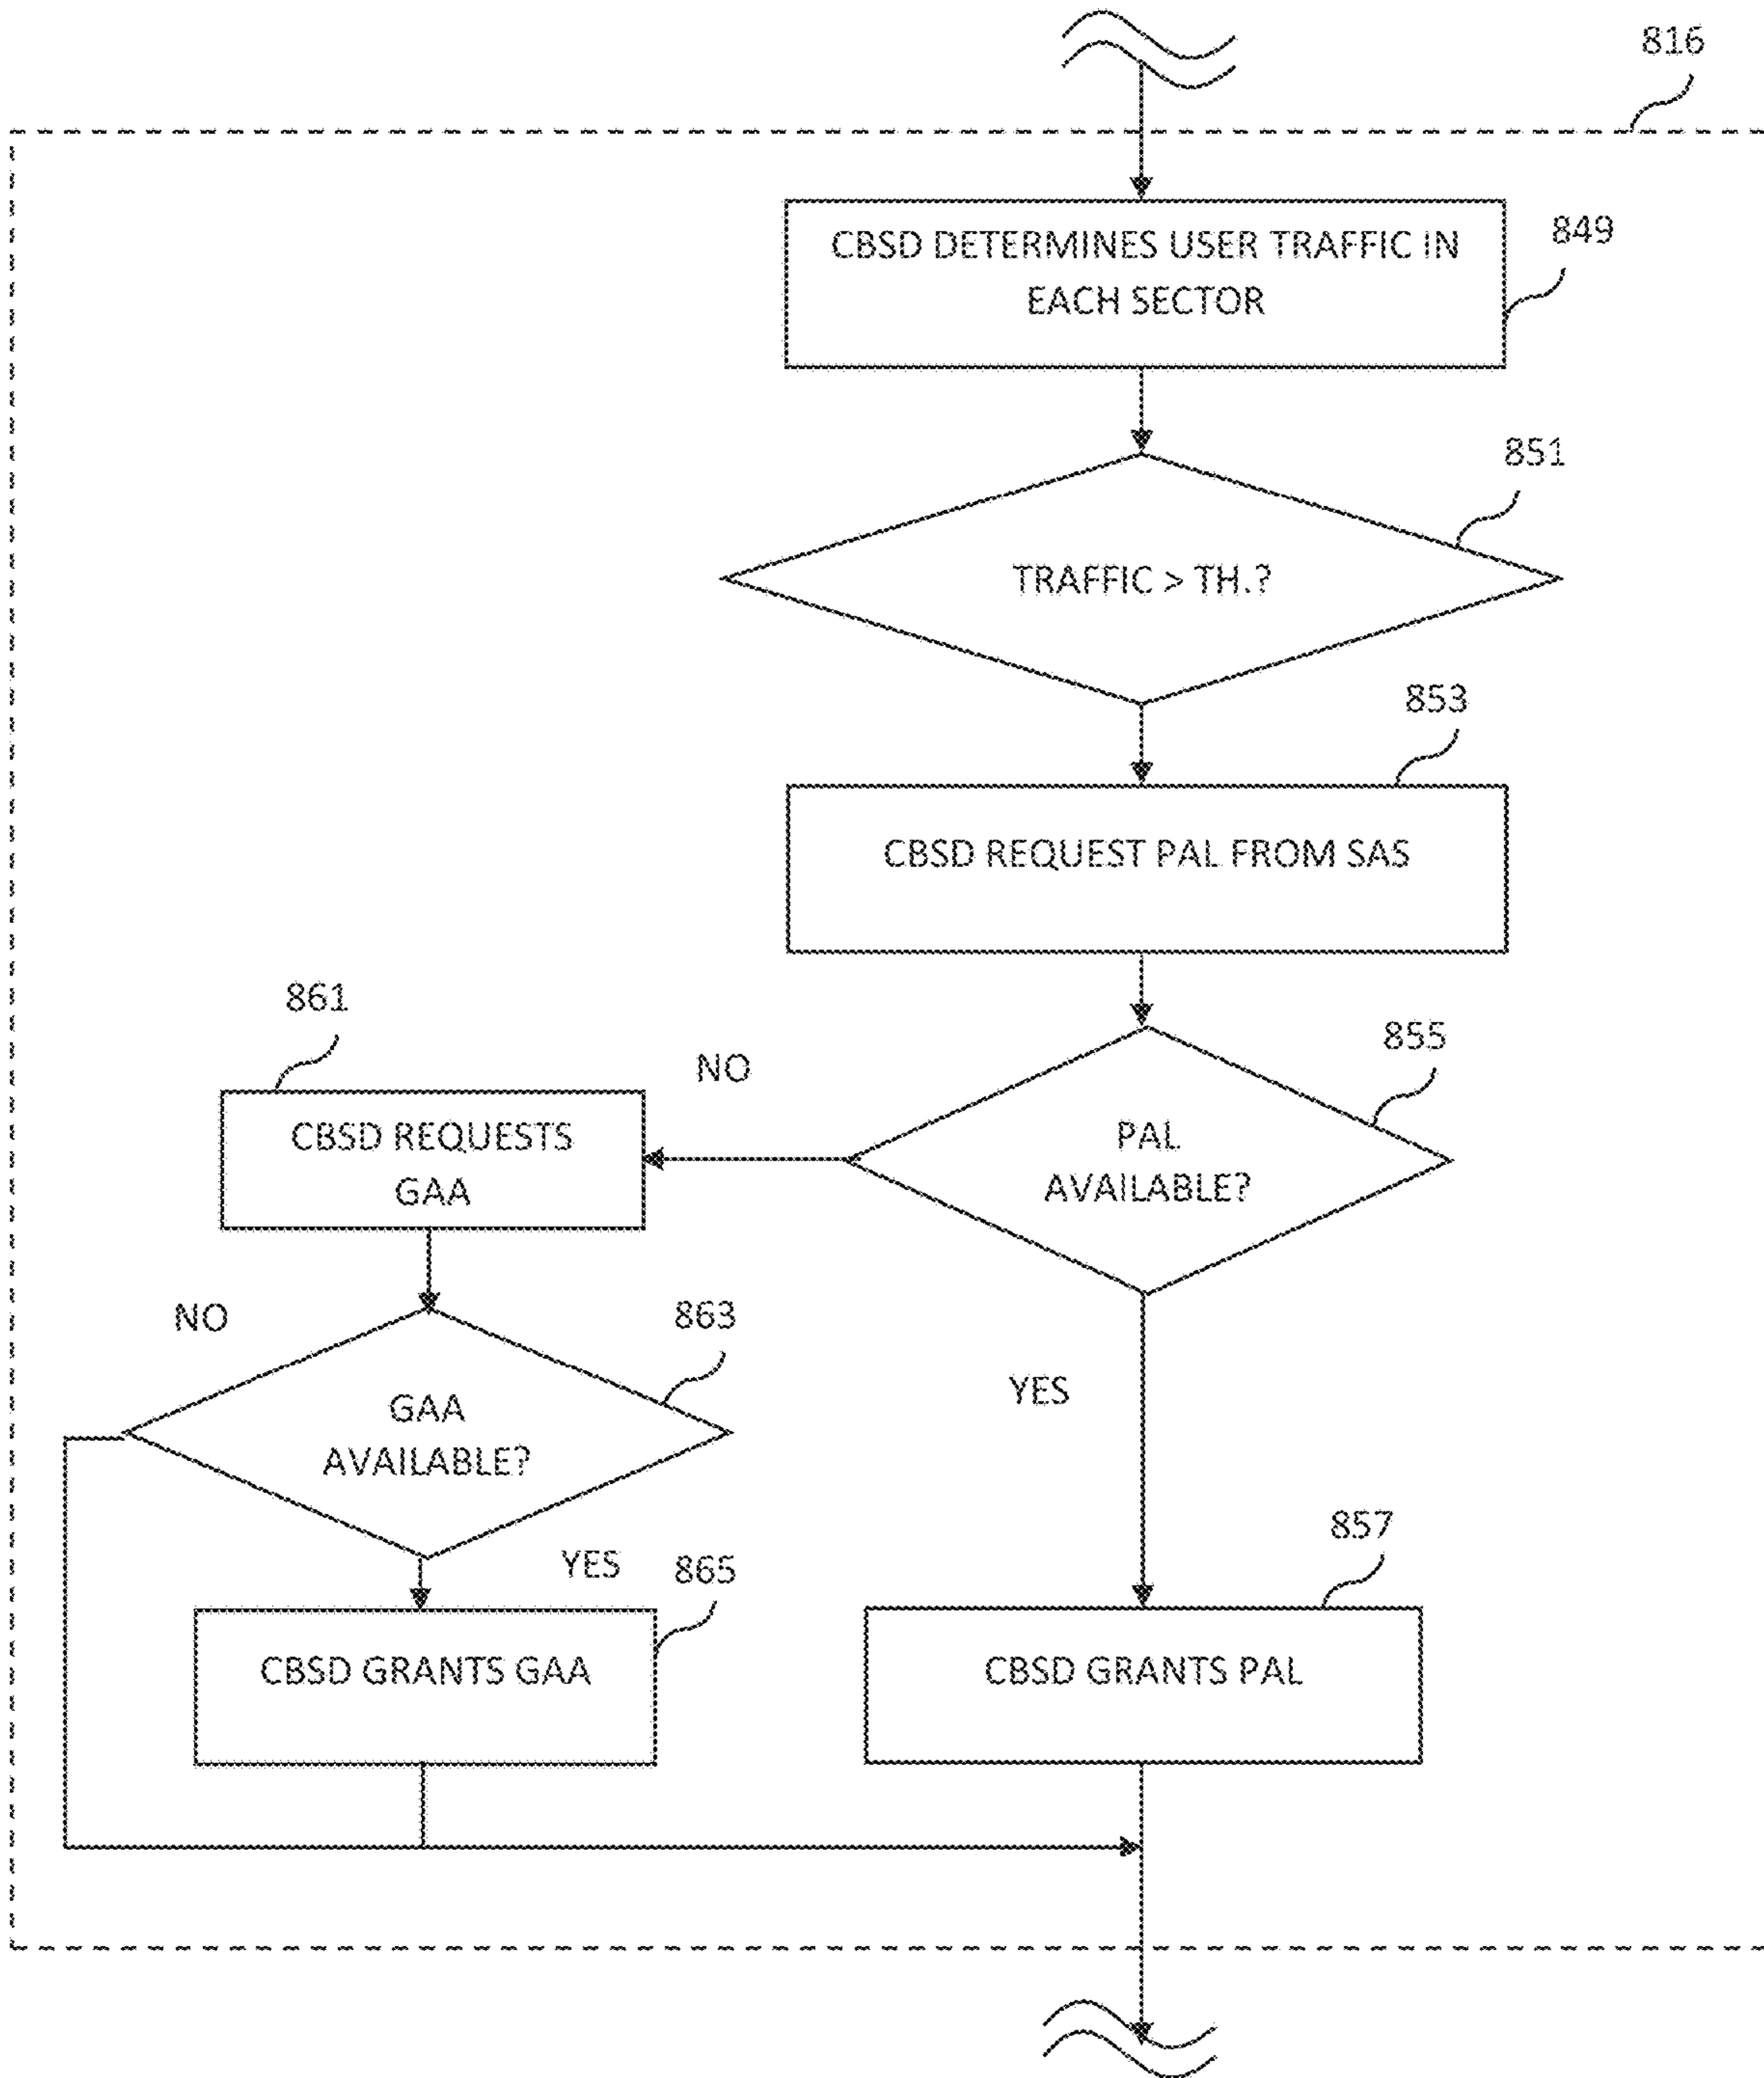 816
CBSD DETERMINES USER TRAFFIC IN
EACH SECTOR
849
851
TRAFFIC > TH.?
853
CBSD REQUEST PAL FROM SAS
861
855
NO
CBSD REQUESTS
GAA
PAL
AVAILABLE?
NO
863
YES
GAA
AVAILABLE?
857
YES
865
CBSD GRANTS GAA
CBSD GRANTS PAL